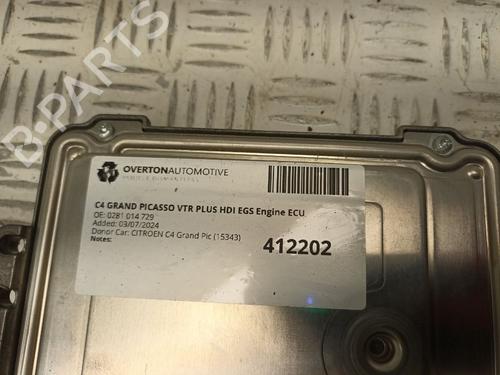 B-PARTS
OVERTONAUTOMOTIVE
C4 GRAND PICASSO VTR PLUS HDI EGS Engine ECU
OE: 0281 014 729
Added: 03/07/2024
Donor Car: CITROEN C4 Grand Pic (15343)
Notes:
412202